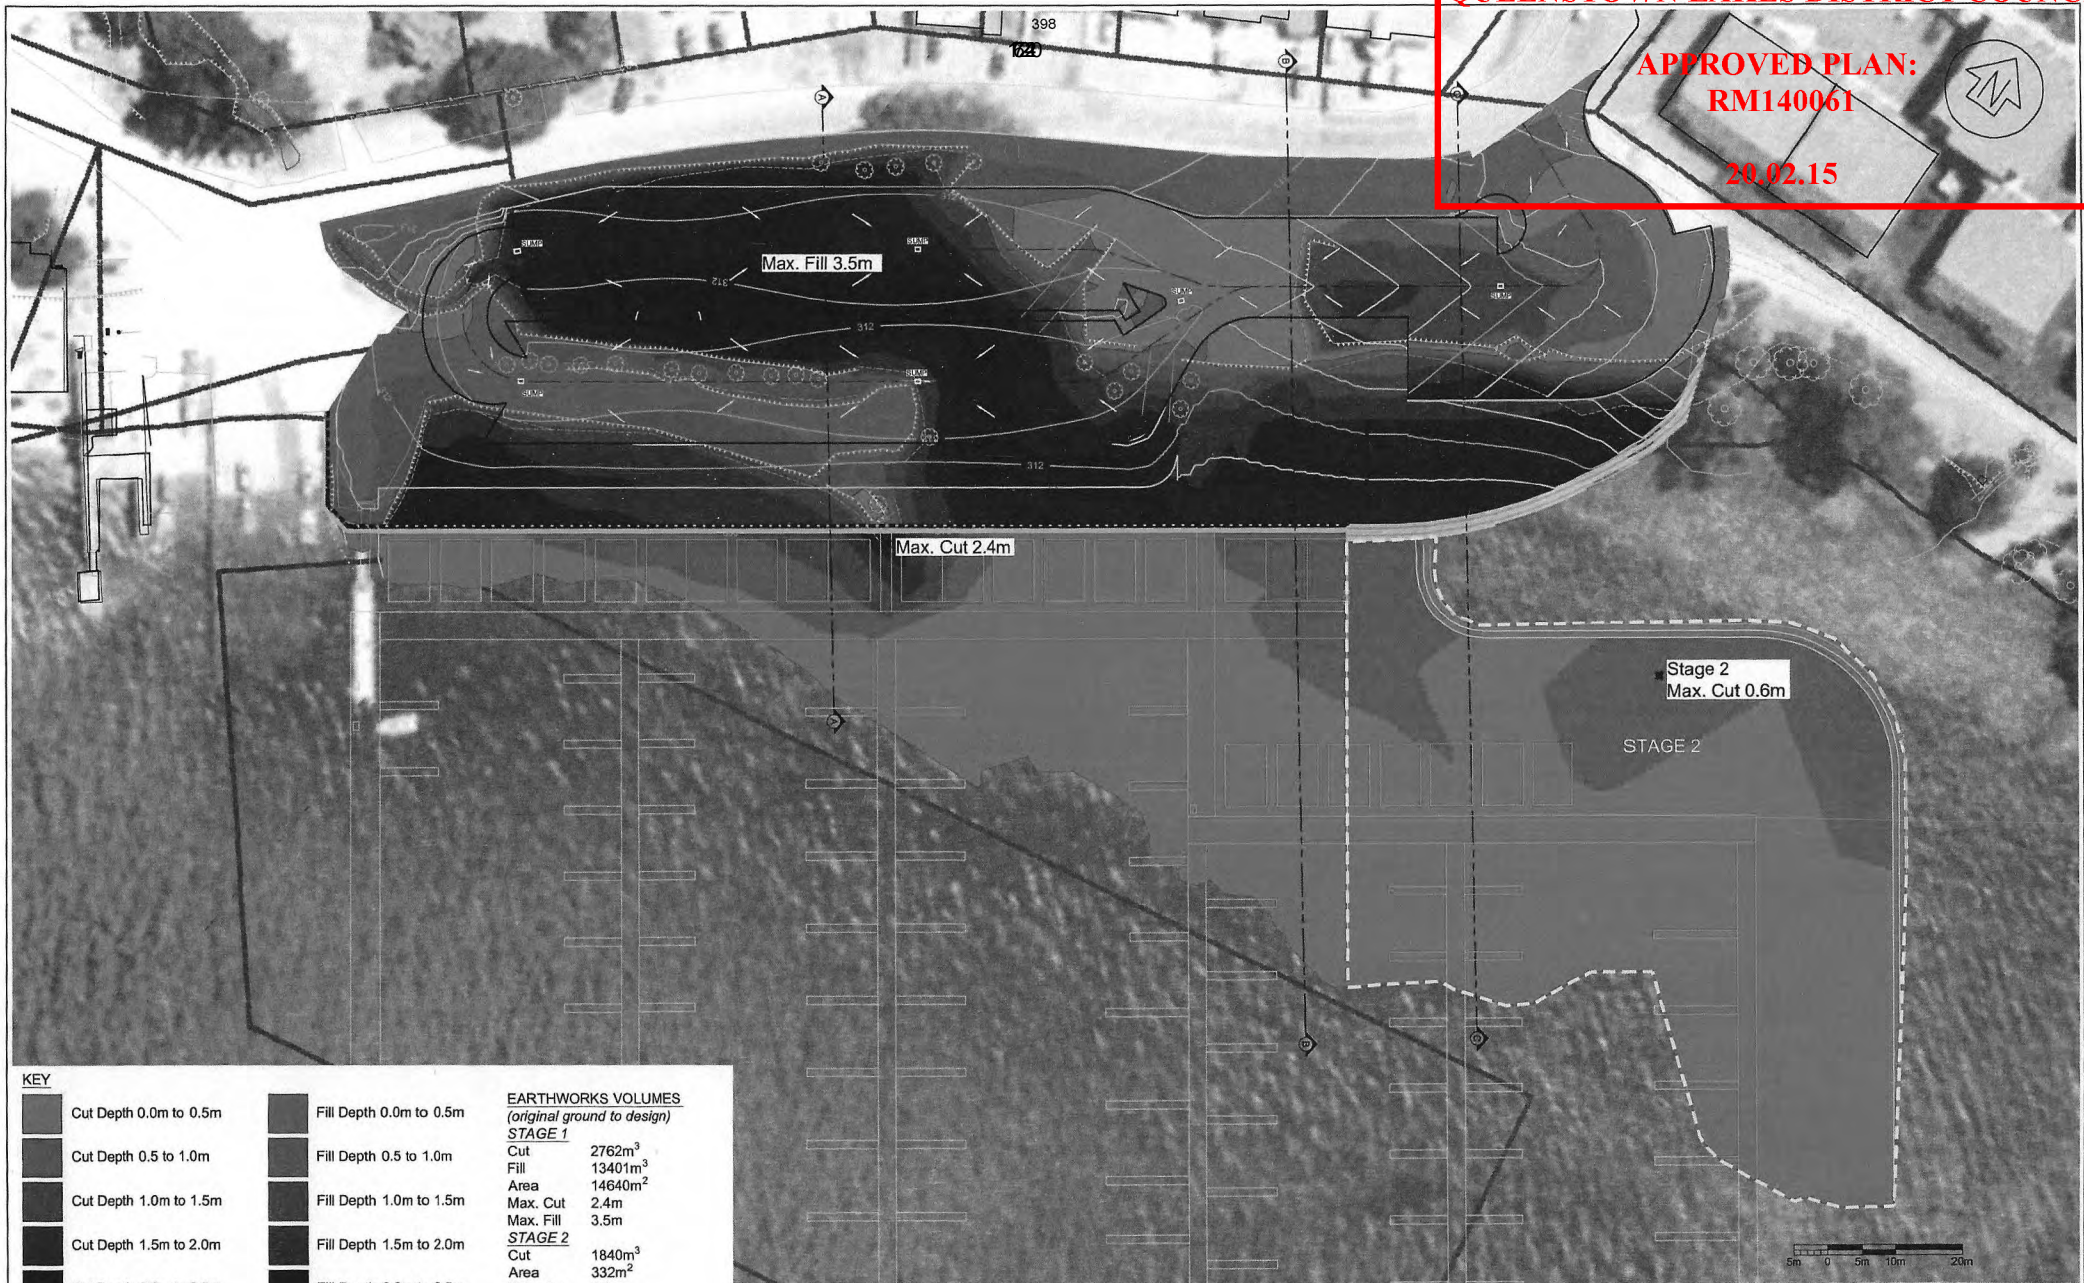 QUEENSTOWN LAKES DISTRICT COUNC
APPROVED PLAN:
RM140061
20.02.15
N
398
A
B
SUMP
SUMP
Max. Fill 3.5m
312
SUMP
SUMP
312
SUMP
SUMP
312
Max. Cut 2.4m
Stage 2
Max. Cut 0.6m
STAGE 2
A
B
C
KEY
Cut Depth 0.0m to 0.5m
Cut Depth 0.5 to 1.0m
Cut Depth 1.0m to 1.5m
Cut Depth 1.5m to 2.0m
Fill Depth 0.0m to 0.5m
Fill Depth 0.5 to 1.0m
Fill Depth 1.0m to 1.5m
Fill Depth 1.5m to 2.0m
EARTHWORKS VOLUMES
(original ground to design)
STAGE 1
Cut 2762m³
Fill 13401m³
Area 14640m²
Max. Cut 2.4m
Max. Fill 3.5m
STAGE 2
Cut 1840m³
Area 332m²
5m 0 5m 10m 20m